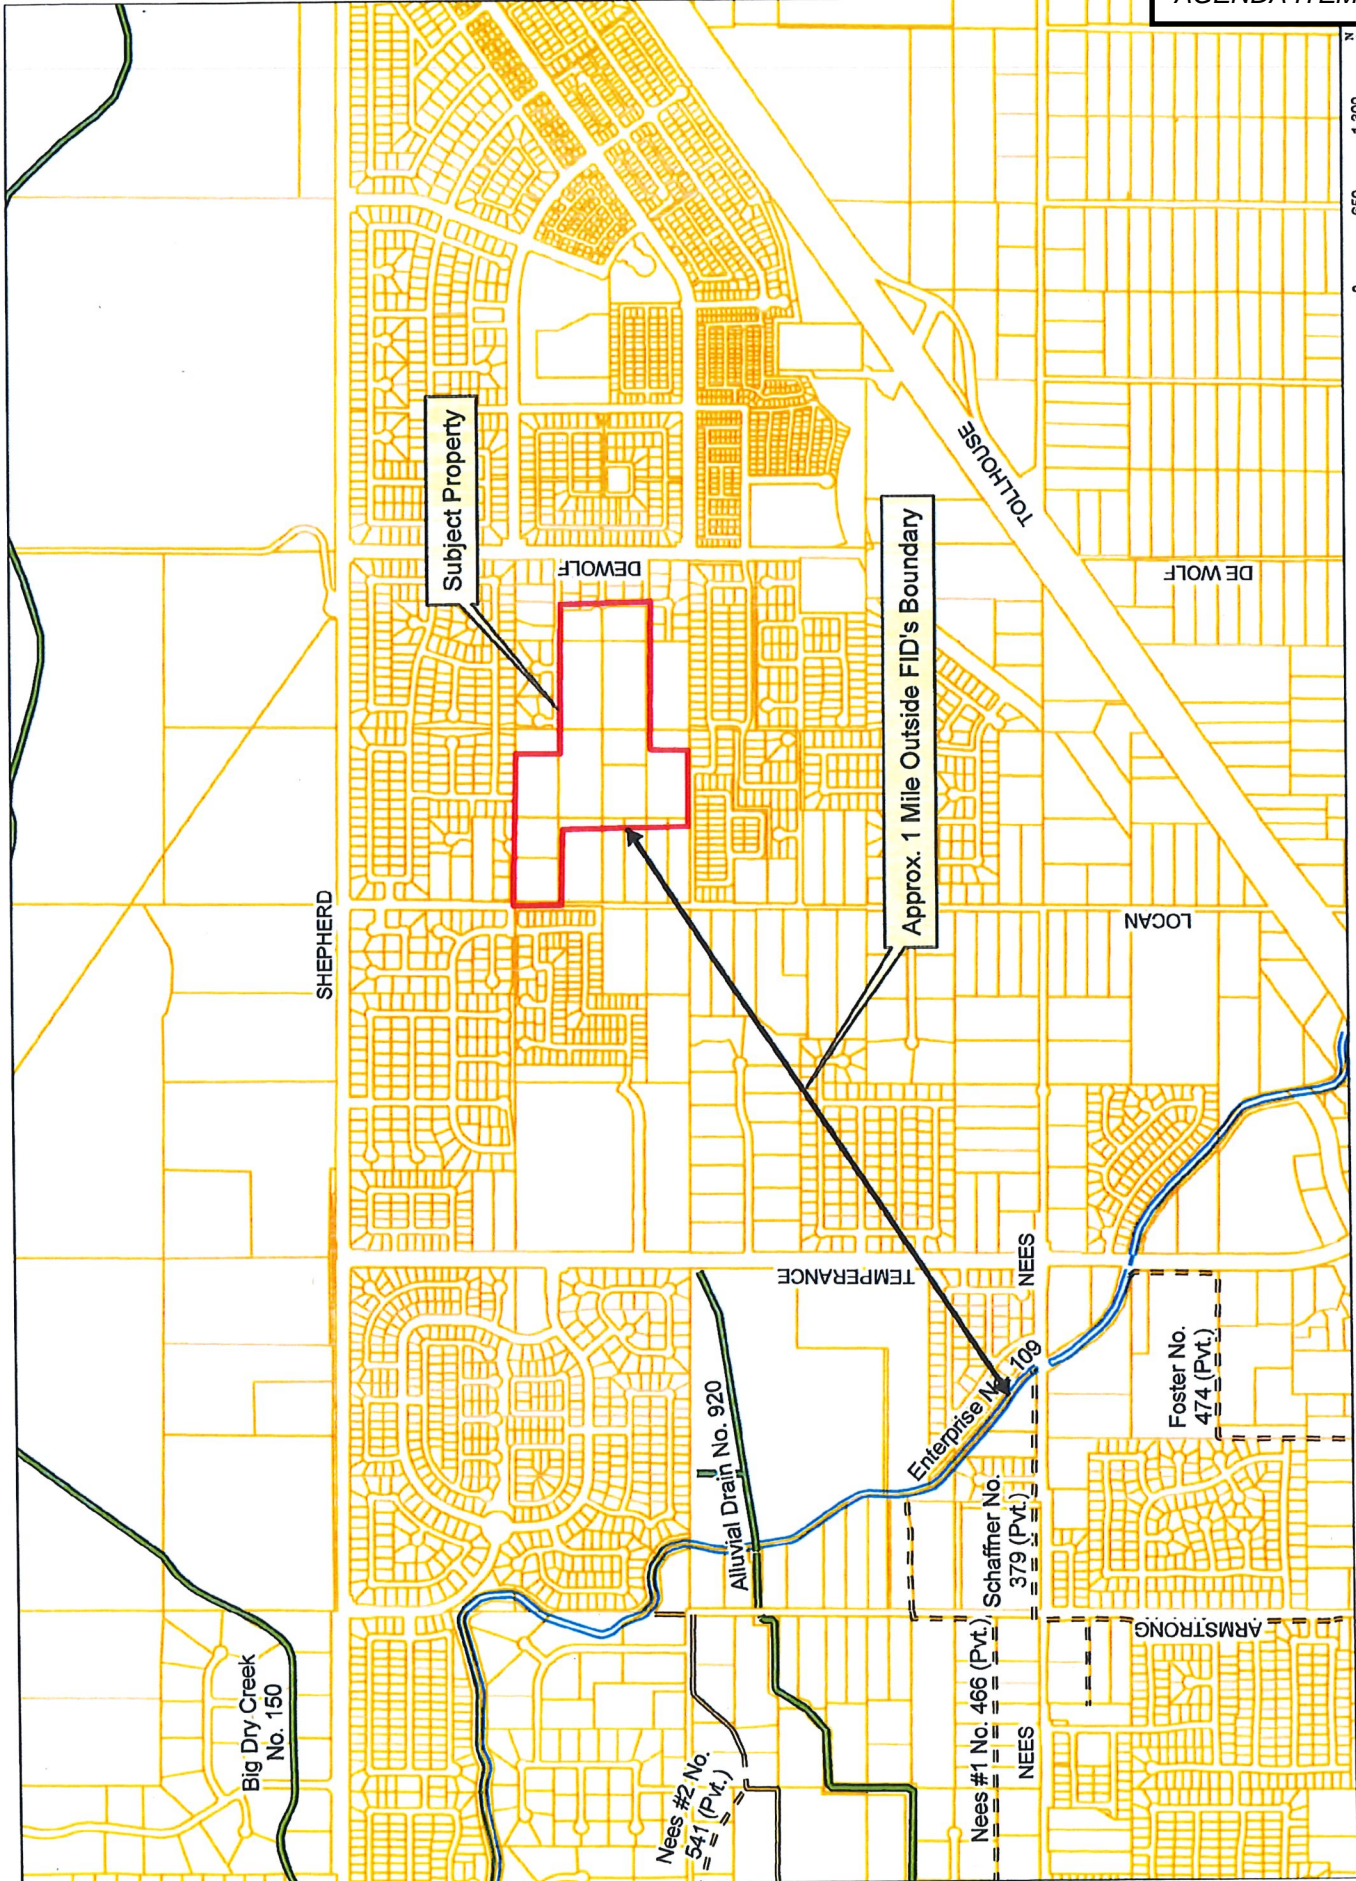 AGENDA ITEM
N
SHEPHERD
Subject Property
DEWOLF
Approx. 1 Mile Outside FID's Boundary
TOLLHOUSE
DE WOLF
LOCAN
TEMPERANCE
NEES
Enterprise No. 109
Alluvial Drain No. 920
Foster No.
474 (Pvt.)
Schaffner No.
379 (Pvt.)
ARMSTRONG
Big Dry Creek
No. 150
Nees #2 No.
541 (Pvt.)
Nees #1 No. 466 (Pvt.)
NEES